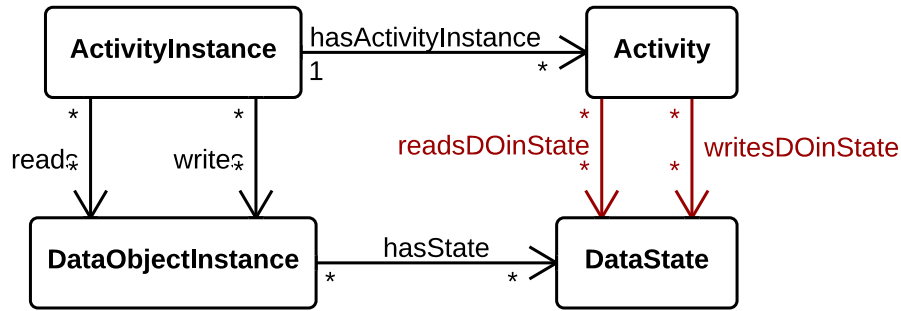 ActivityInstance
hasActivityInstance
Activity
1
*
*
*
*
*
reads
*
writes
*
readsDOinState
*
writesDOinState
*
DataObjectInstance
hasState
DataState
*
*